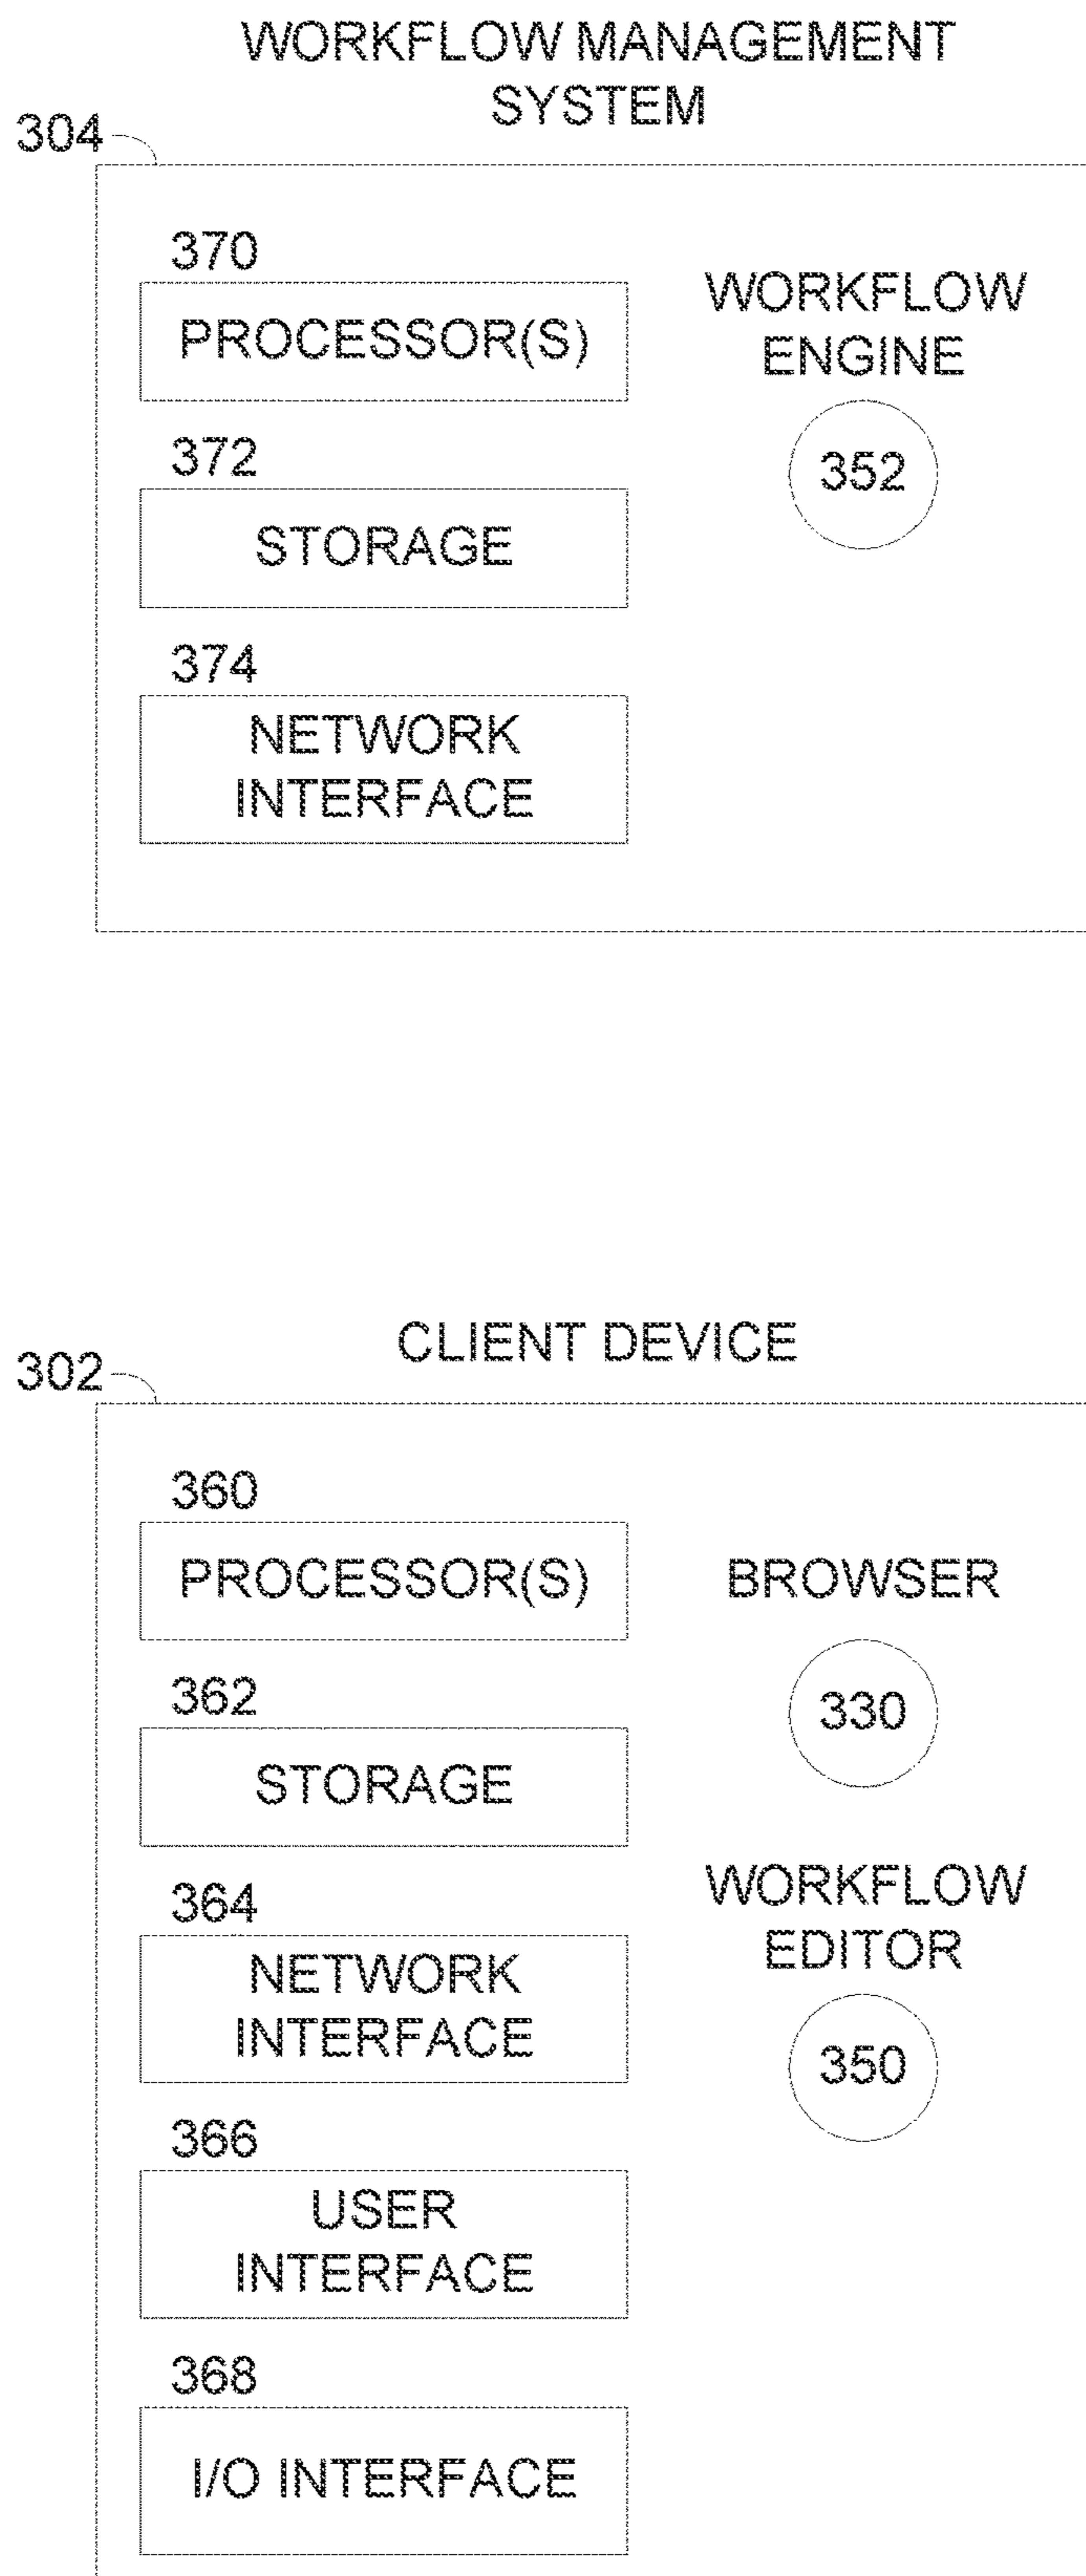 WORKFLOW MANAGEMENT
SYSTEM
304
370
PROCESSOR(S)
WORKFLOW
ENGINE
352
372
STORAGE
374
NETWORK
INTERFACE
CLIENT DEVICE
302
360
PROCESSOR(S)
BROWSER
330
362
STORAGE
WORKFLOW
EDITOR
350
364
NETWORK
INTERFACE
366
USER
INTERFACE
368
I/O INTERFACE